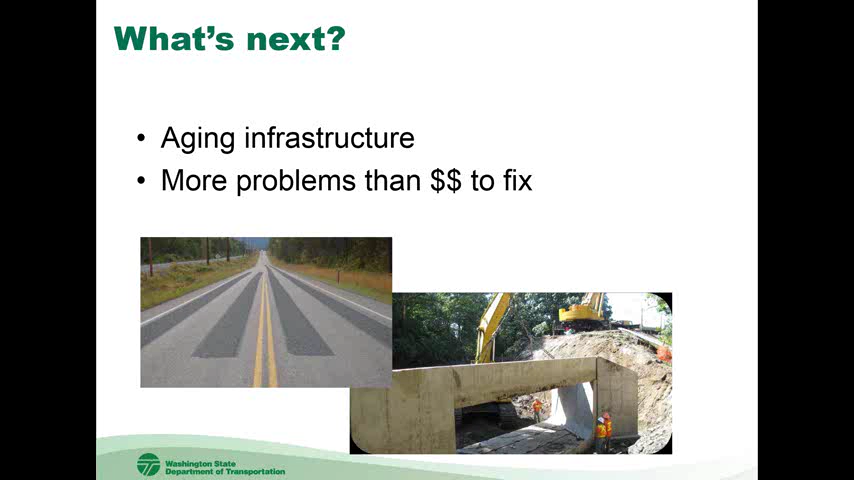 What's next?
• Aging infrastructure
• More problems than $$ to fix
Washington State
Department of Transportation